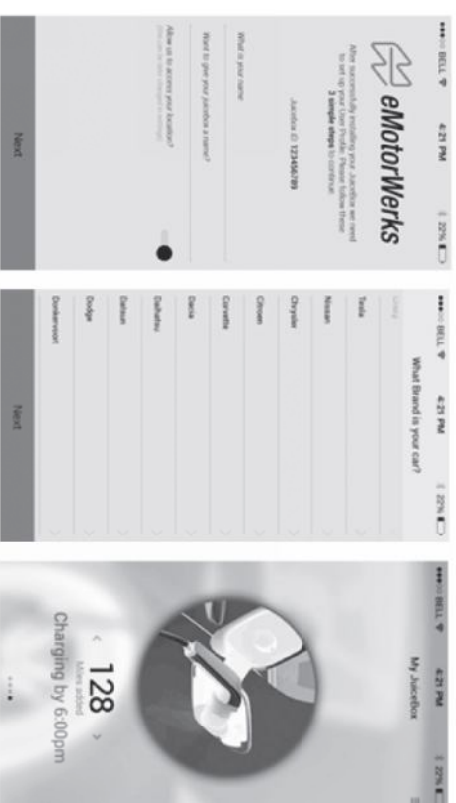 BELL 4:21 PM 22%
eMotorWerks
After successfully installing your JuiceBox we need
to set up your User Profile. Please follow these
3 simple steps to continue.
JuiceBox ID 123456789
What is your name
Want to give your juicebox a name?
Allow us to access your location?
Next
BELL 4:21 PM 22%
What Brand is your car?
Tesla
Nissan
Chrysler
Citroen
Corvette
Dacia
Daihatsu
Datsun
Dodge
Donkervoort
Next
BELL 4:21 PM 22%
My JuiceBox
< 128 >
Miles added
Charging by 6:00pm